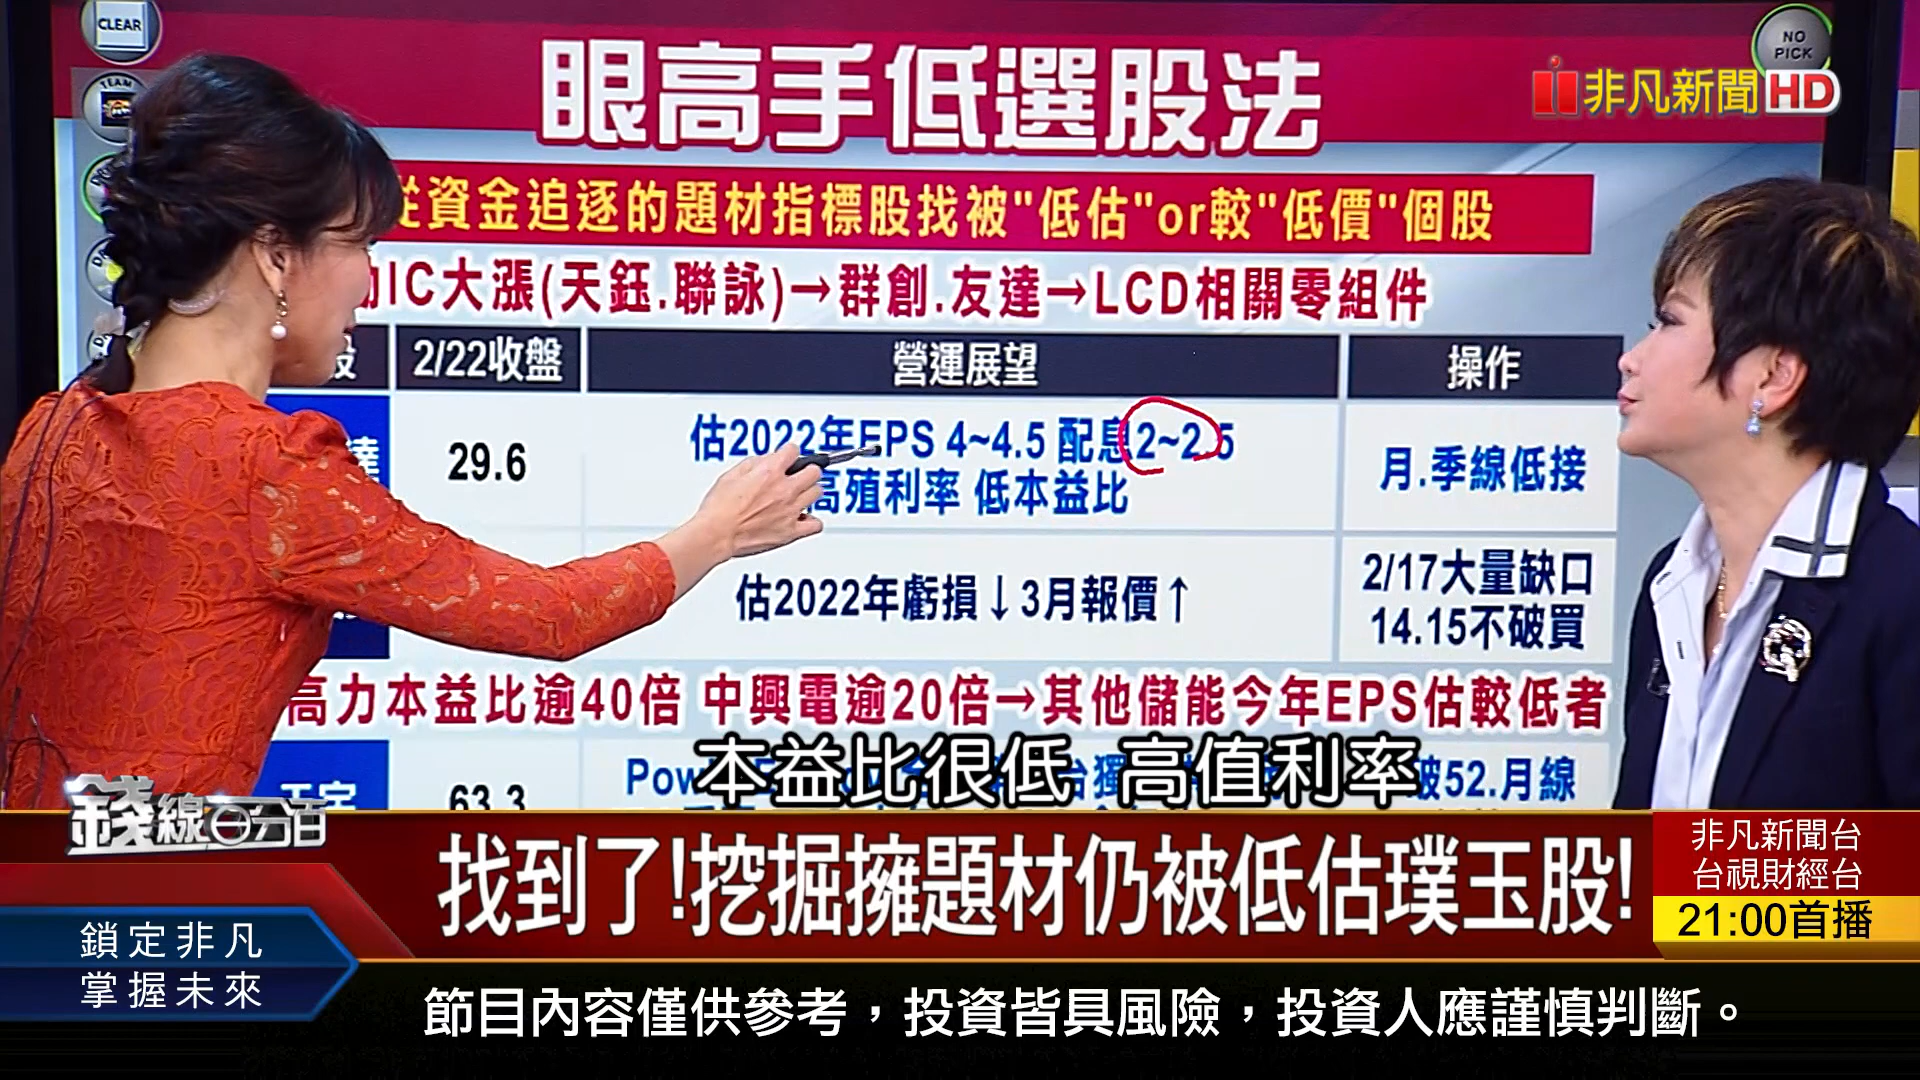 CLEAR
NO
PICK
TEAM
眼高手低選股法
非凡新聞HD
從資金追逐的題材指標股找被"低估"or較"低價"個股
IC大漲(天鈺.聯詠)→群創.友達→LCD相關零組件
股 2/22收盤 營運展望 操作
達 29.6 估2022年EPS 4~4.5 配息2~2.5
高殖利率 低本益比
月.季線低接
估2022年虧損↓3月報價↑
2/17大量缺口
14.15不破買
高力本益比逾40倍 中興電逾20倍→其他儲能今年EPS估較低者
63.3 破52.月線
本益比很低 高值利率
錢線百分百
找到了!挖掘擁題材仍被低估璞玉股!
非凡新聞台
台視財經台
21:00首播
鎖定非凡
掌握未來
節目內容僅供參考，投資皆具風險，投資人應謹慎判斷。